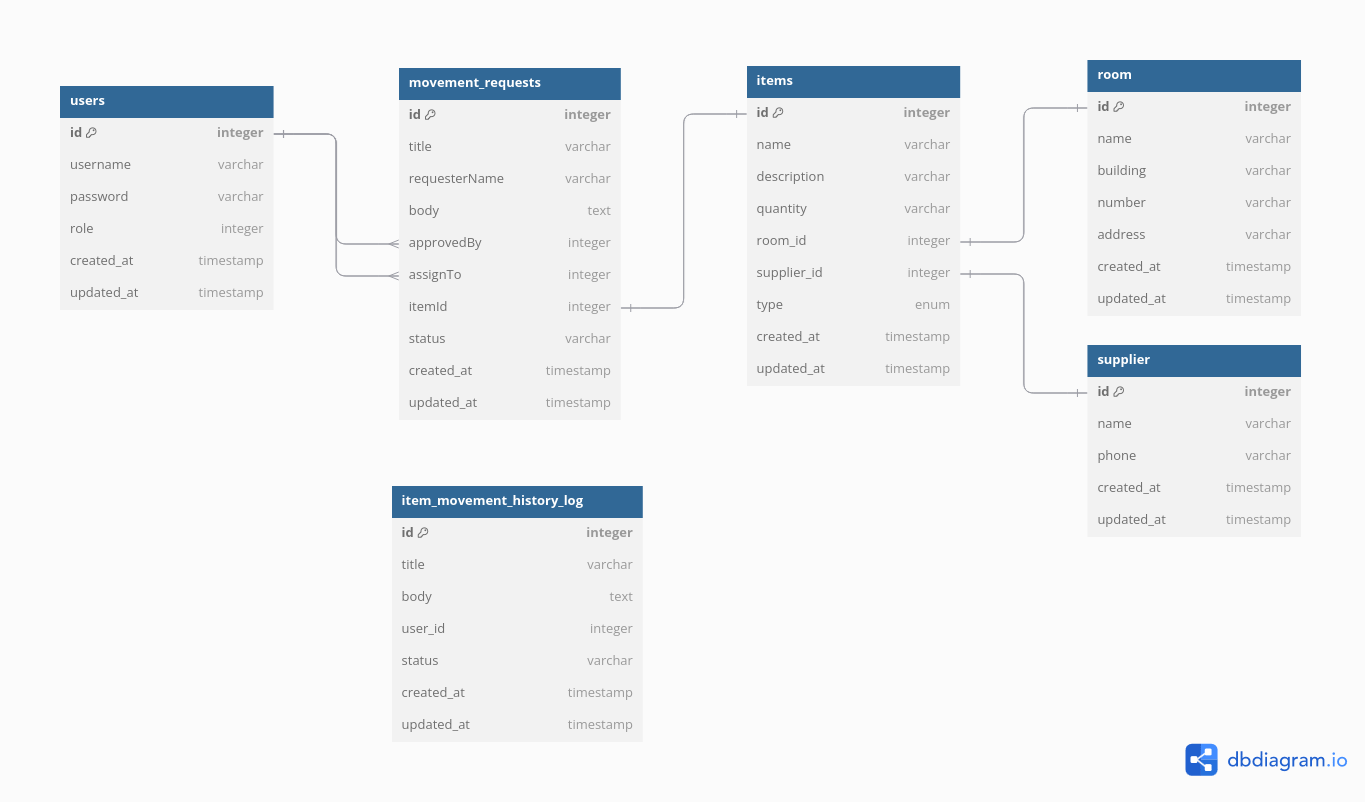 users
id integer
username varchar
password varchar
role integer
created_at timestamp
updated_at timestamp
movement_requests
id integer
title varchar
requesterName varchar
body text
approvedBy integer
assignTo integer
itemId integer
status varchar
created_at timestamp
updated_at timestamp
items
id integer
name varchar
description varchar
quantity varchar
room_id integer
supplier_id integer
type enum
created_at timestamp
updated_at timestamp
room
id integer
name varchar
building varchar
number varchar
address varchar
created_at timestamp
updated_at timestamp
supplier
id integer
name varchar
phone varchar
created_at timestamp
updated_at timestamp
item_movement_history_log
id integer
title varchar
body text
user_id integer
status varchar
created_at timestamp
updated_at timestamp
dbdiagram.io